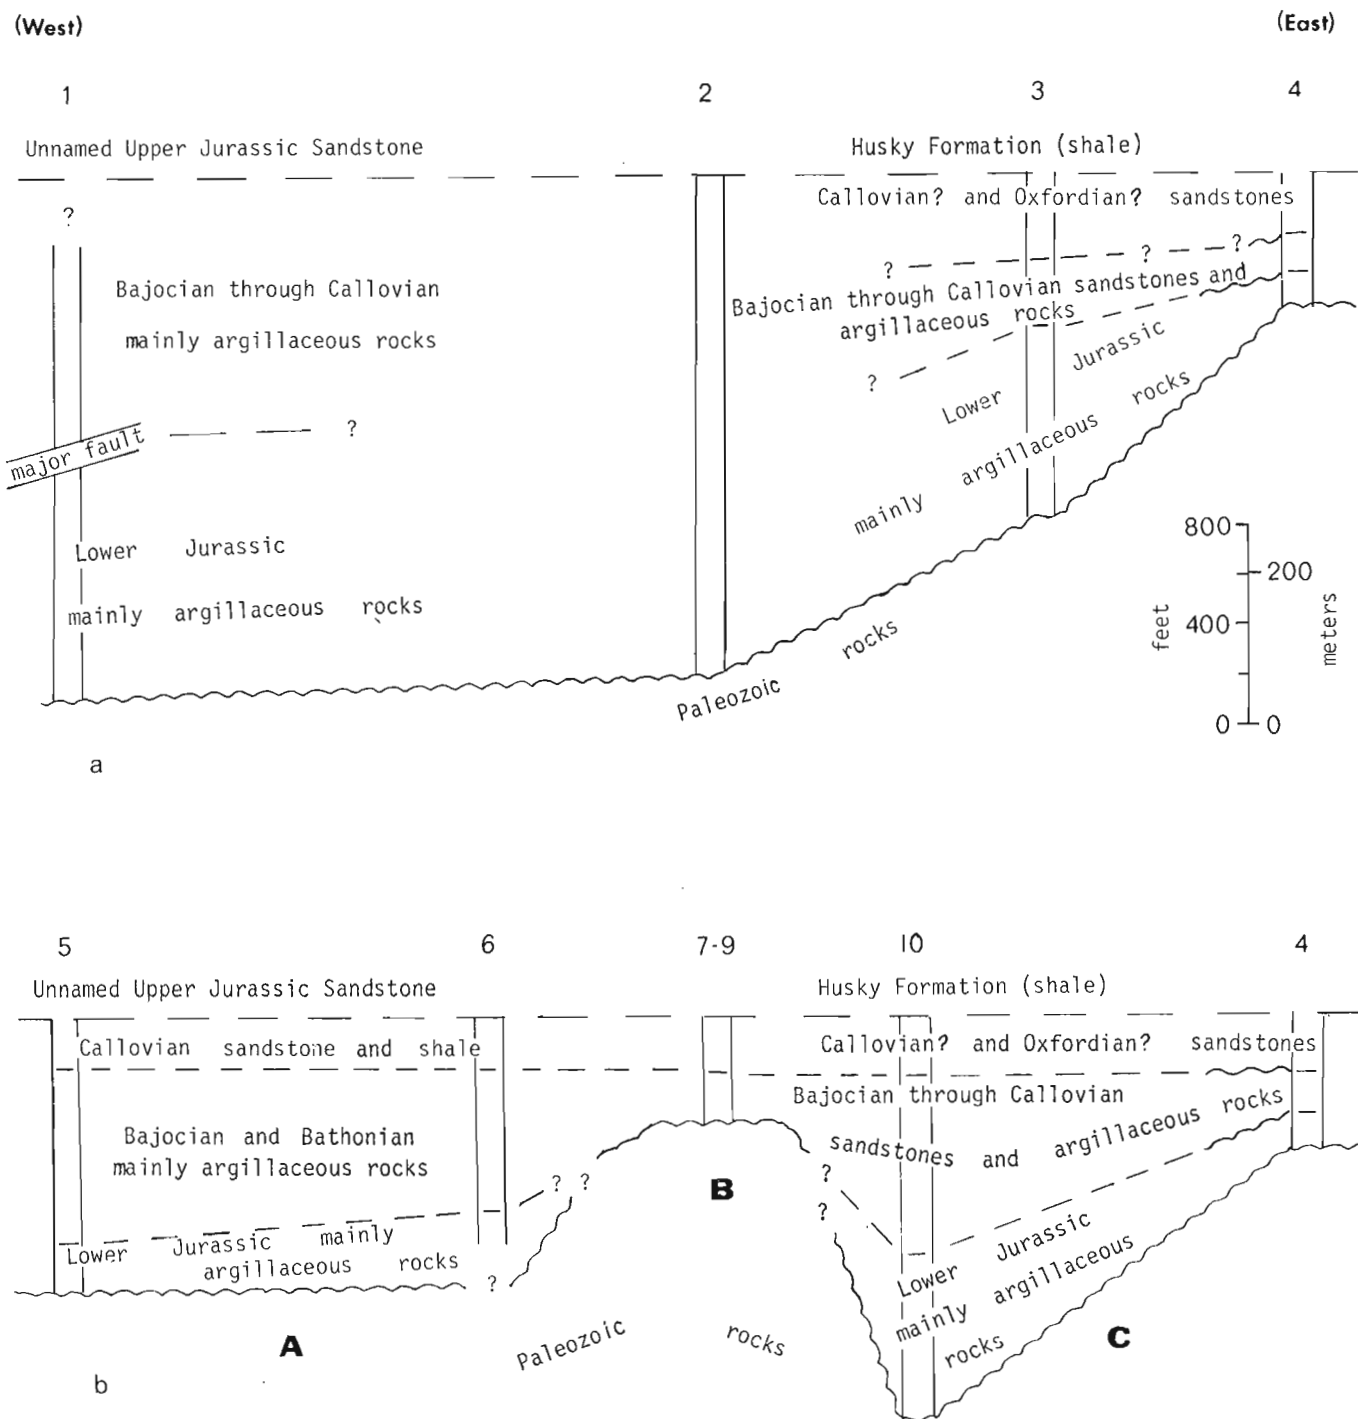 (West)
(East)
1
2
3
4
Unnamed Upper Jurassic Sandstone
Husky Formation (shale)
?
Callovian? and Oxfordian? sandstones
? ? ?
Bajocian through Callovian
mainly argillaceous rocks
Bajocian through Callovian sandstones and
argillaceous rocks
?
major fault
?
Lower Jurassic
mainly argillaceous rocks
Lower Jurassic
mainly argillaceous rocks
Paleozoic rocks
800
400
0
feet
200
0
meters
a
5
6
7-9
10
4
Unnamed Upper Jurassic Sandstone
Husky Formation (shale)
Callovian sandstone and shale
Callovian? and Oxfordian? sandstones
Bajocian and Bathonian
mainly argillaceous rocks
Bajocian through Callovian
sandstones and argillaceous rocks
? ?
?
?
B
Lower Jurassic mainly
argillaceous rocks
?
Lower Jurassic
mainly argillaceous
rocks
A
Paleozoic rocks
C
b